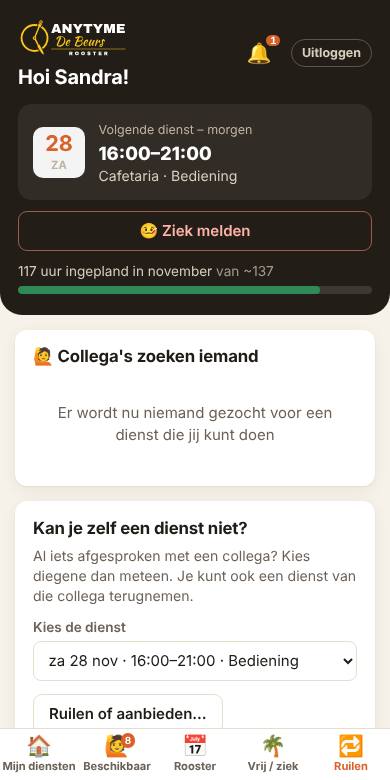 ANYTYME
De Beurs
ROOSTER
1
Uitloggen
Hoi Sandra!
28
ZA
Volgende dienst – morgen
16:00–21:00
Cafetaria · Bediening
Ziek melden
117 uur ingepland in november van ~137
Collega's zoeken iemand
Er wordt nu niemand gezocht voor een
dienst die jij kunt doen
Kan je zelf een dienst niet?
Al iets afgesproken met een collega? Kies
diegene dan meteen. Je kunt ook een dienst van
die collega terugnemen.
Kies de dienst
za 28 nov · 16:00–21:00 · Bediening
Ruilen of aanbieden...
8
Mijn diensten Beschikbaar Rooster Vrij / ziek Ruilen